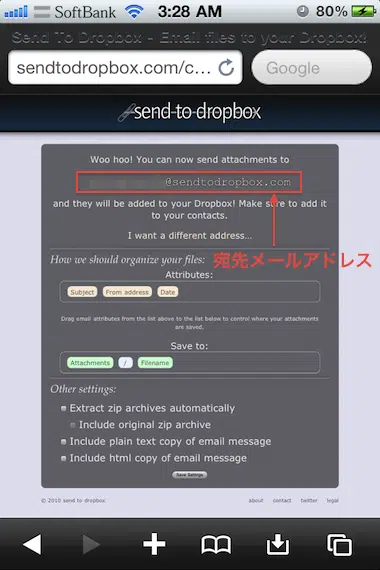 SoftBank 3:28 AM 80%
Send To Dropbox - Email files to your Dropbox!
sendtodropbox.com/c... Google
send to dropbox
Woo hoo! You can now send attachments to
@sendtodropbox.com
and they will be added to your Dropbox! Make sure to add it
to your contacts.
I want a different address...
宛先メールアドレス
How we should organize your files:
Attributes:
Subject From address Date
Drag email attributes from the list above to the list below to control where your attachments
are saved.
Save to:
Attachments / Filename
Other settings:
Extract zip archives automatically
Include original zip archive
Include plain text copy of email message
Include html copy of email message
Save Settings
© 2010 send to dropbox about contact twitter legal